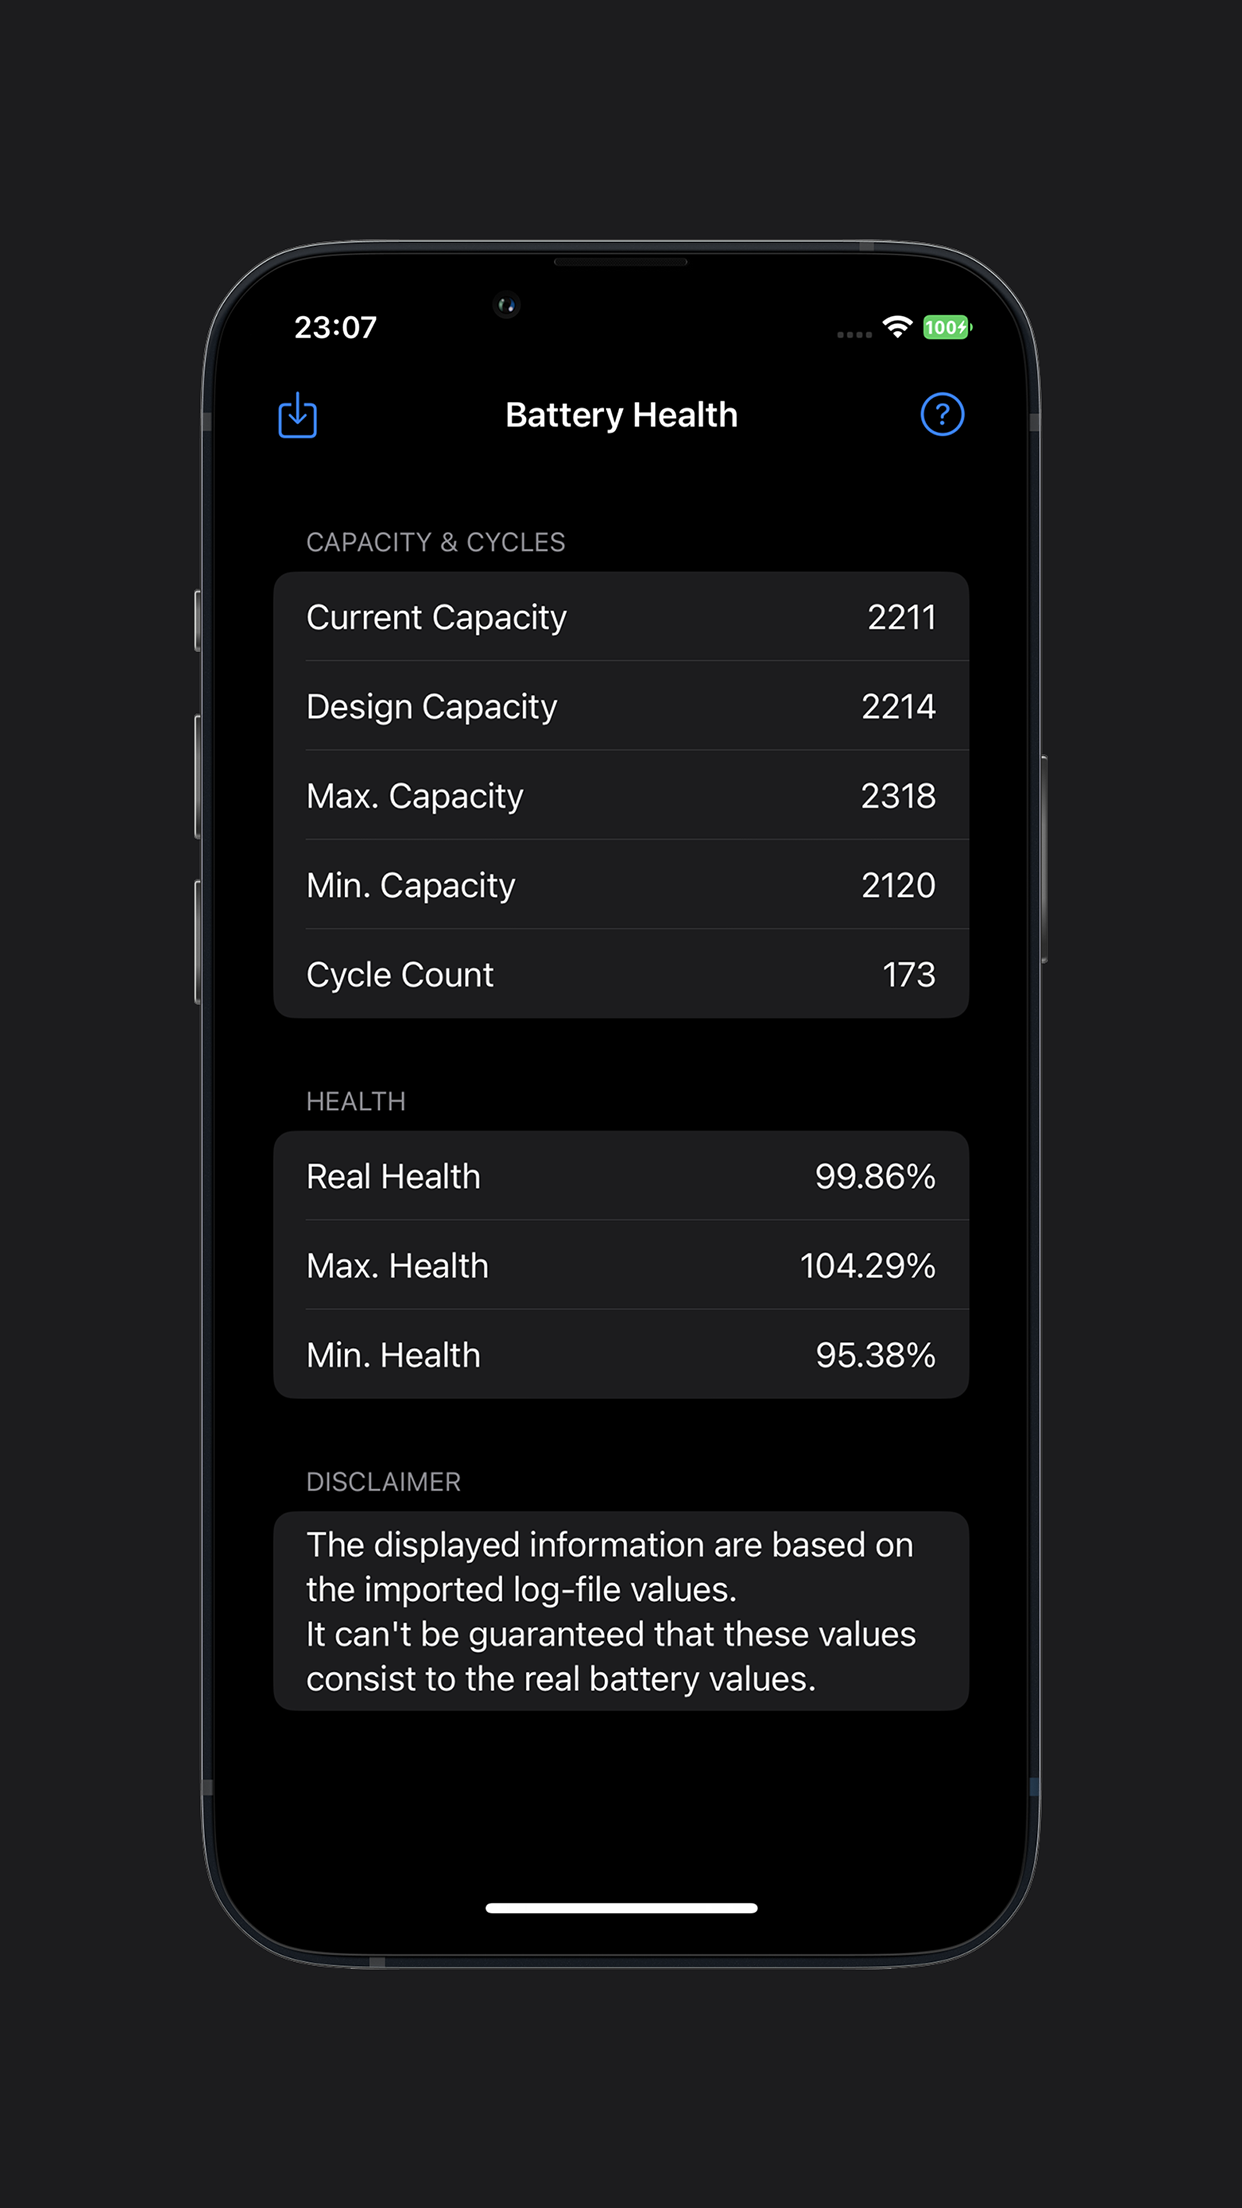 23:07
100
Battery Health
?
CAPACITY & CYCLES
Current Capacity 2211
Design Capacity 2214
Max. Capacity 2318
Min. Capacity 2120
Cycle Count 173
HEALTH
Real Health 99.86%
Max. Health 104.29%
Min. Health 95.38%
DISCLAIMER
The displayed information are based on
the imported log-file values.
It can't be guaranteed that these values
consist to the real battery values.